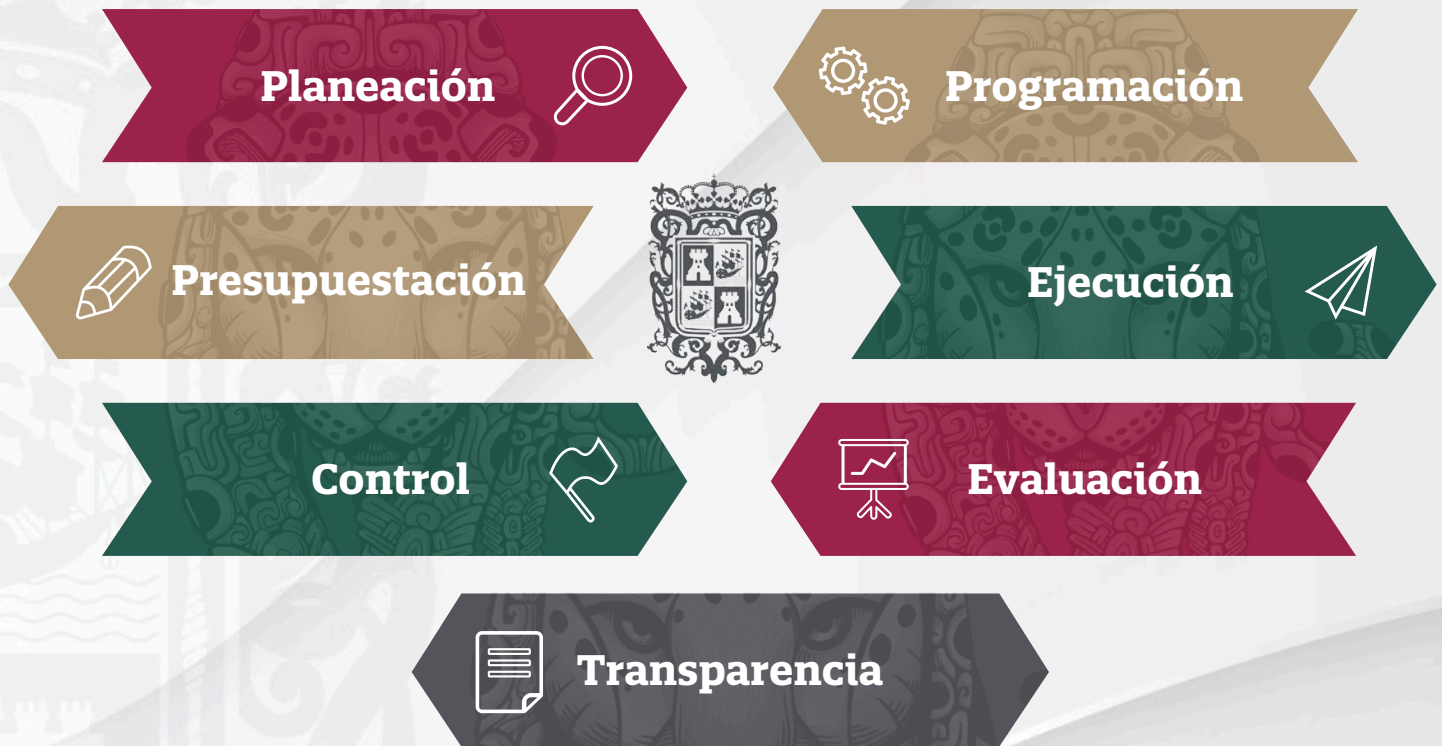 Planeación
Programación
Presupuestación
Ejecución
Control
Evaluación
Transparencia